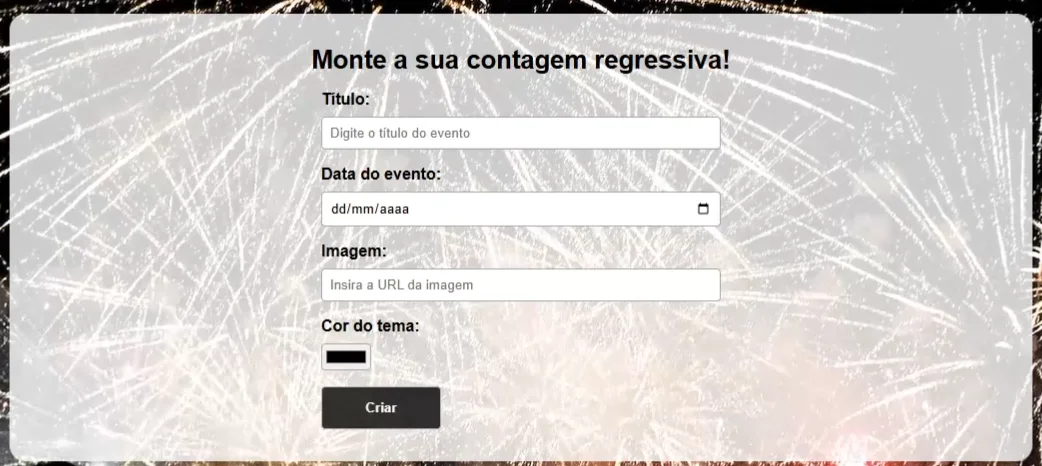 Monte a sua contagem regressiva!
Título:
Digite o título do evento
Data do evento:
dd/mm/aaaa
Imagem:
Insira a URL da imagem
Cor do tema:
Criar